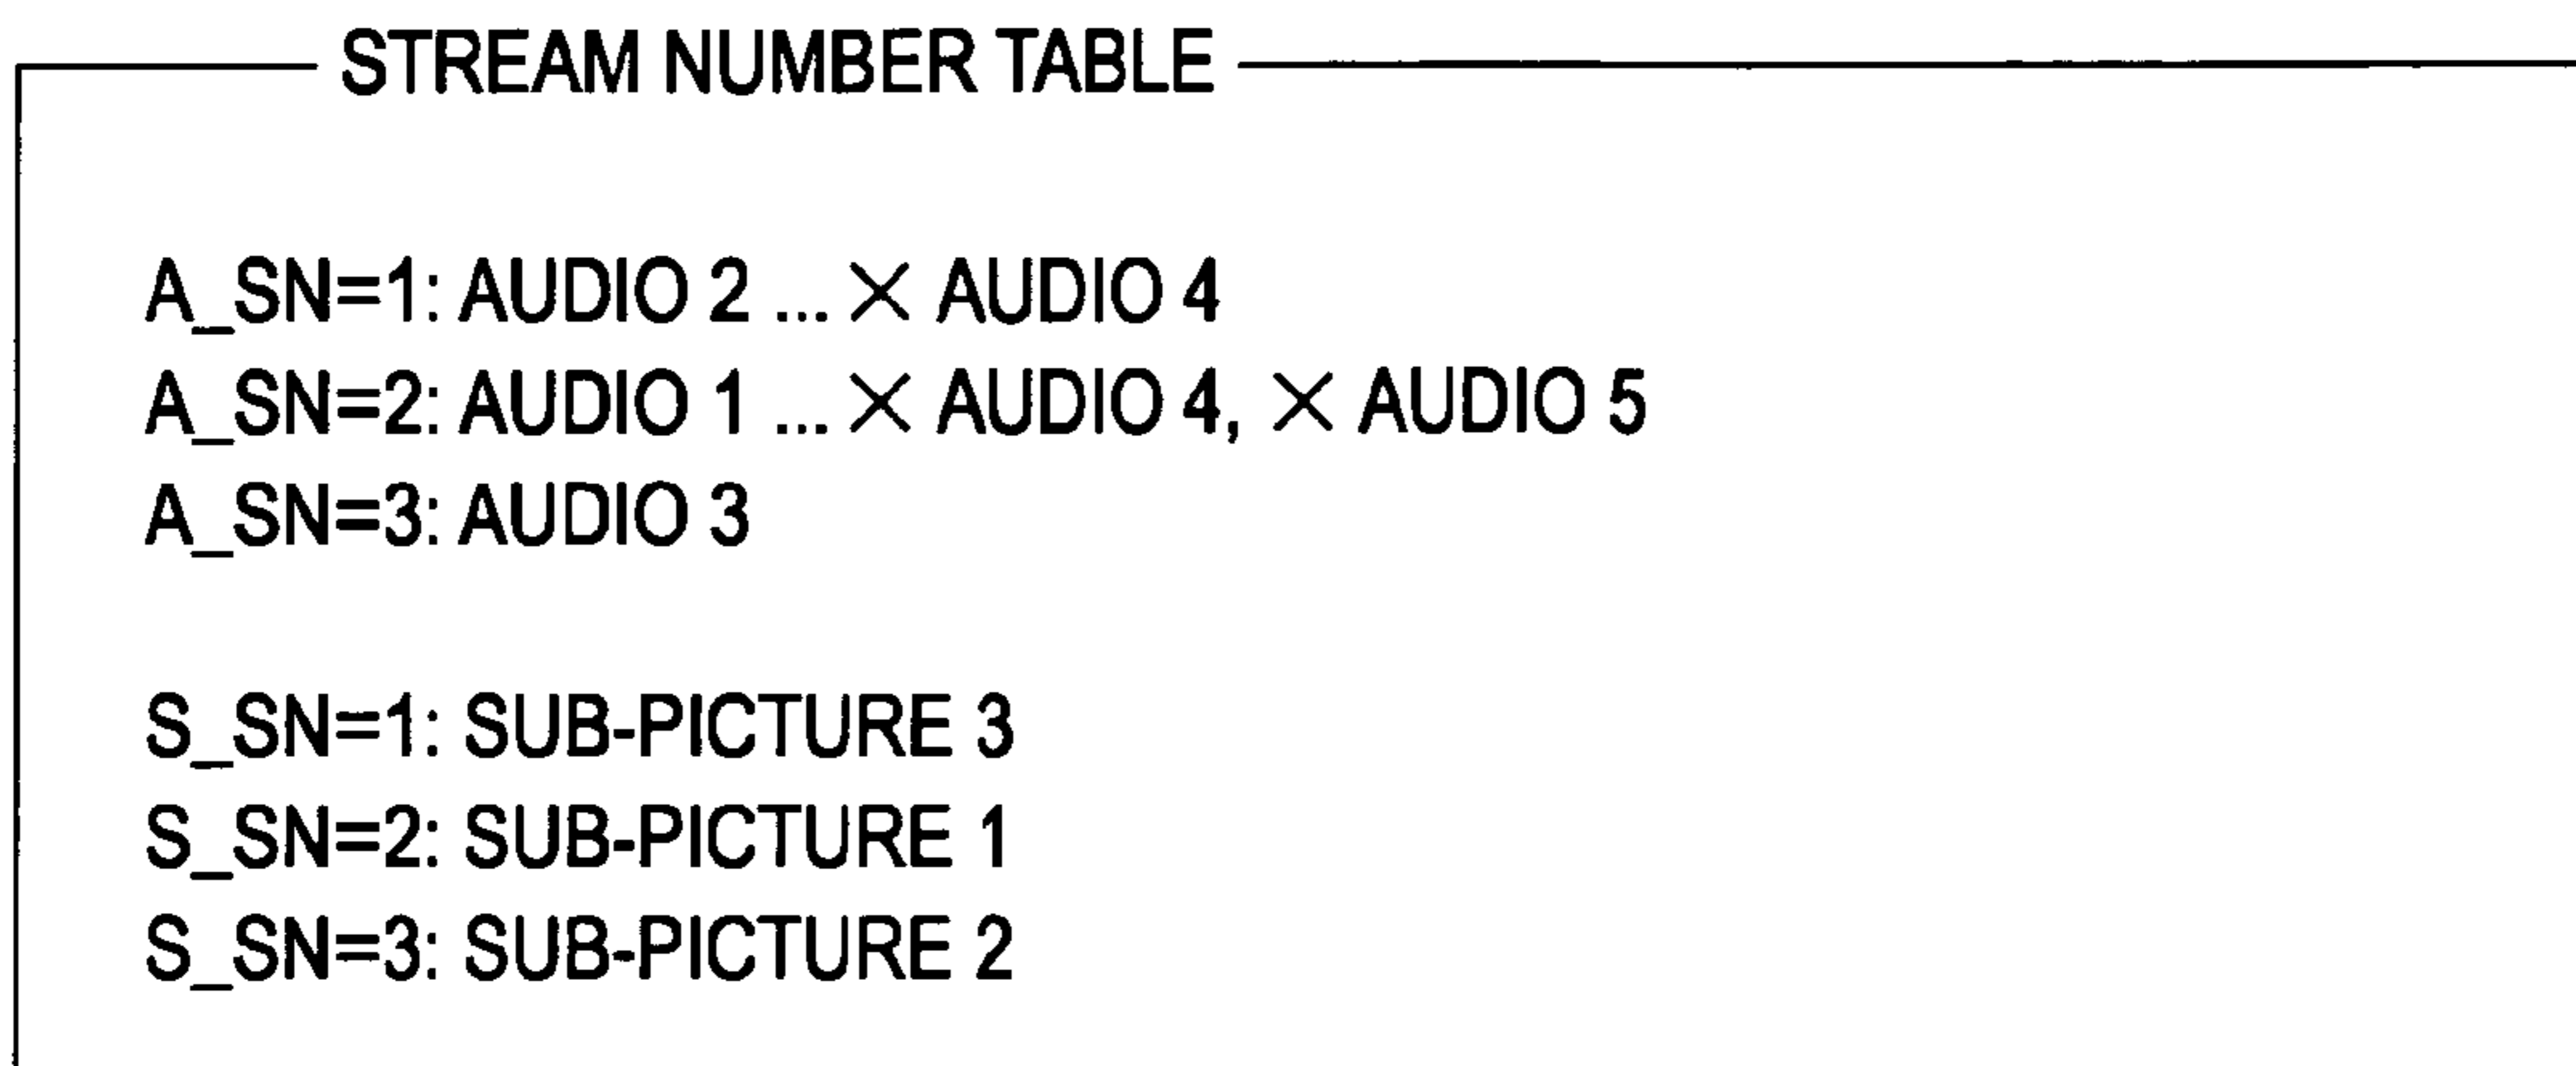 STREAM NUMBER TABLE
A_SN=1: AUDIO 2 ... × AUDIO 4
A_SN=2: AUDIO 1 ... × AUDIO 4, × AUDIO 5
A_SN=3: AUDIO 3
S_SN=1: SUB-PICTURE 3
S_SN=2: SUB-PICTURE 1
S_SN=3: SUB-PICTURE 2